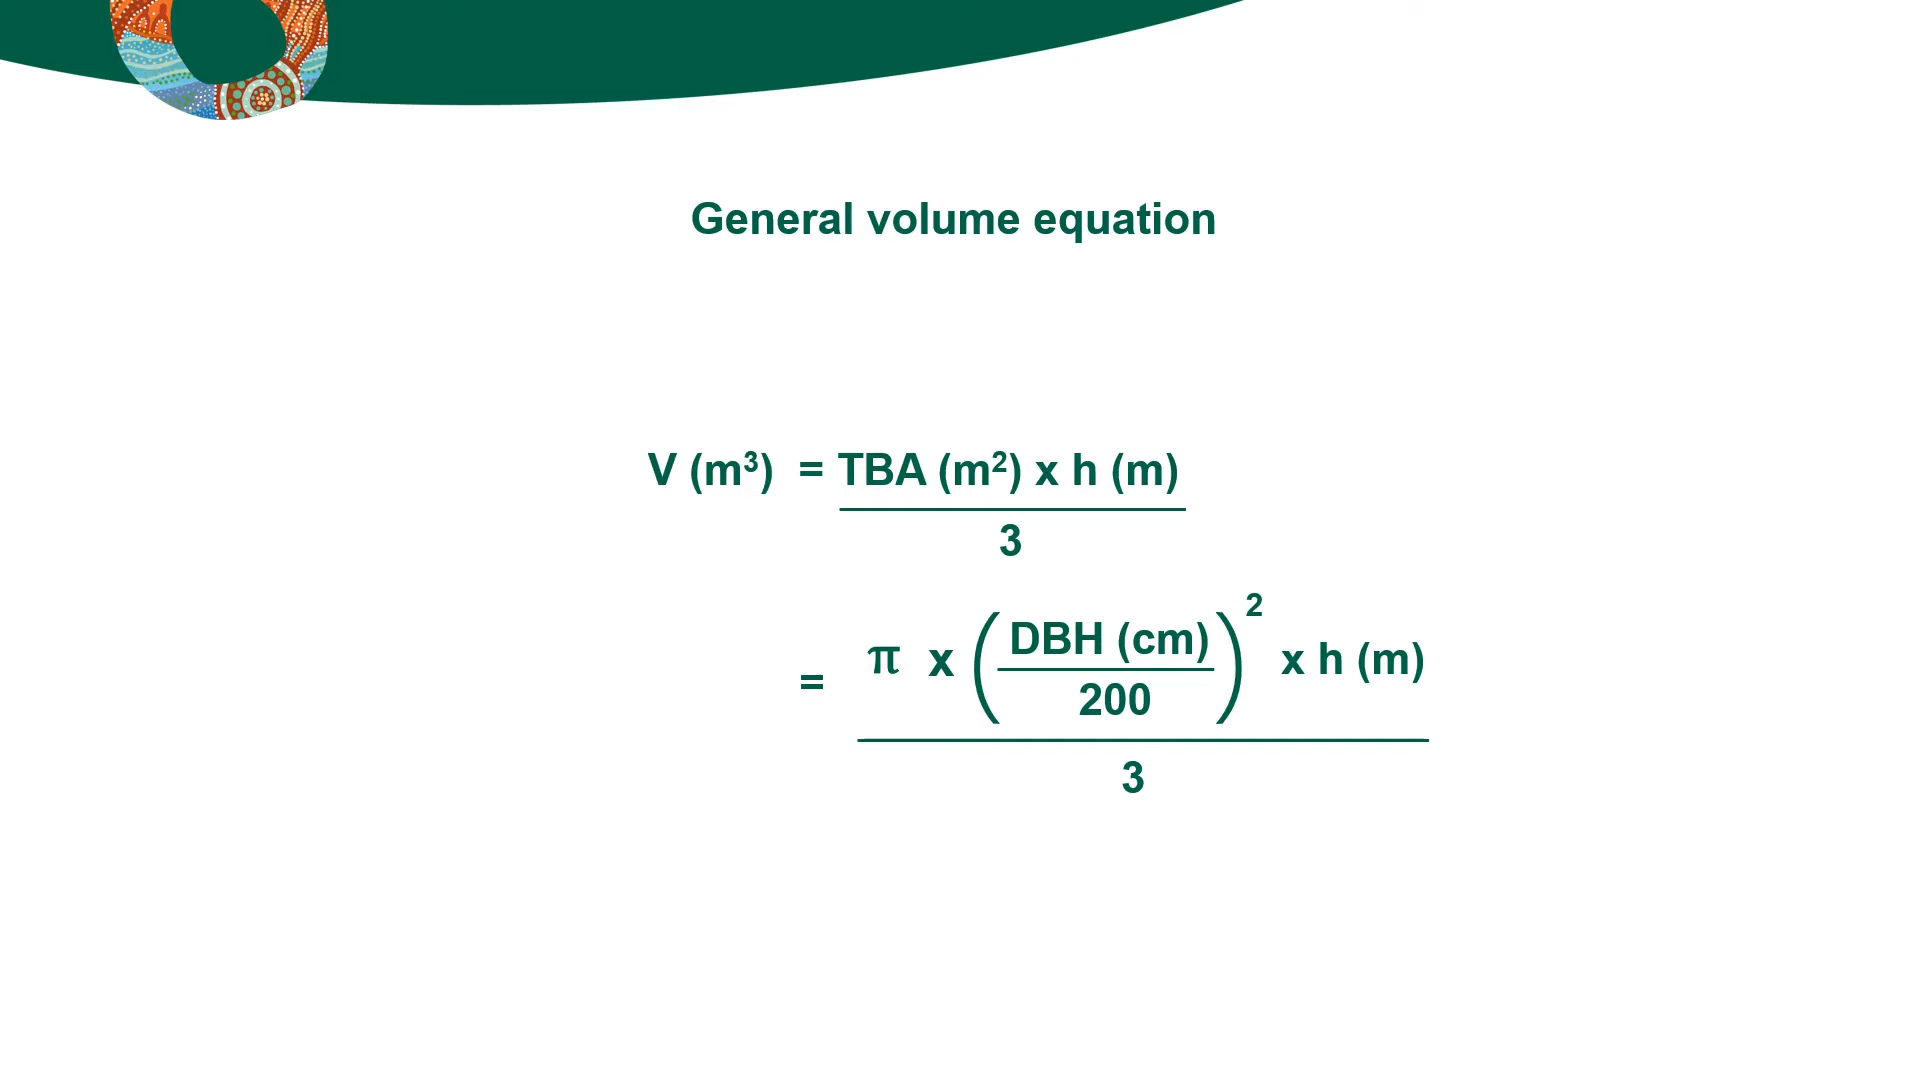 General volume equation
V (m³) = TBA (m²) x h (m)
3
= π x (DBH (cm) / 200)² x h (m)
3